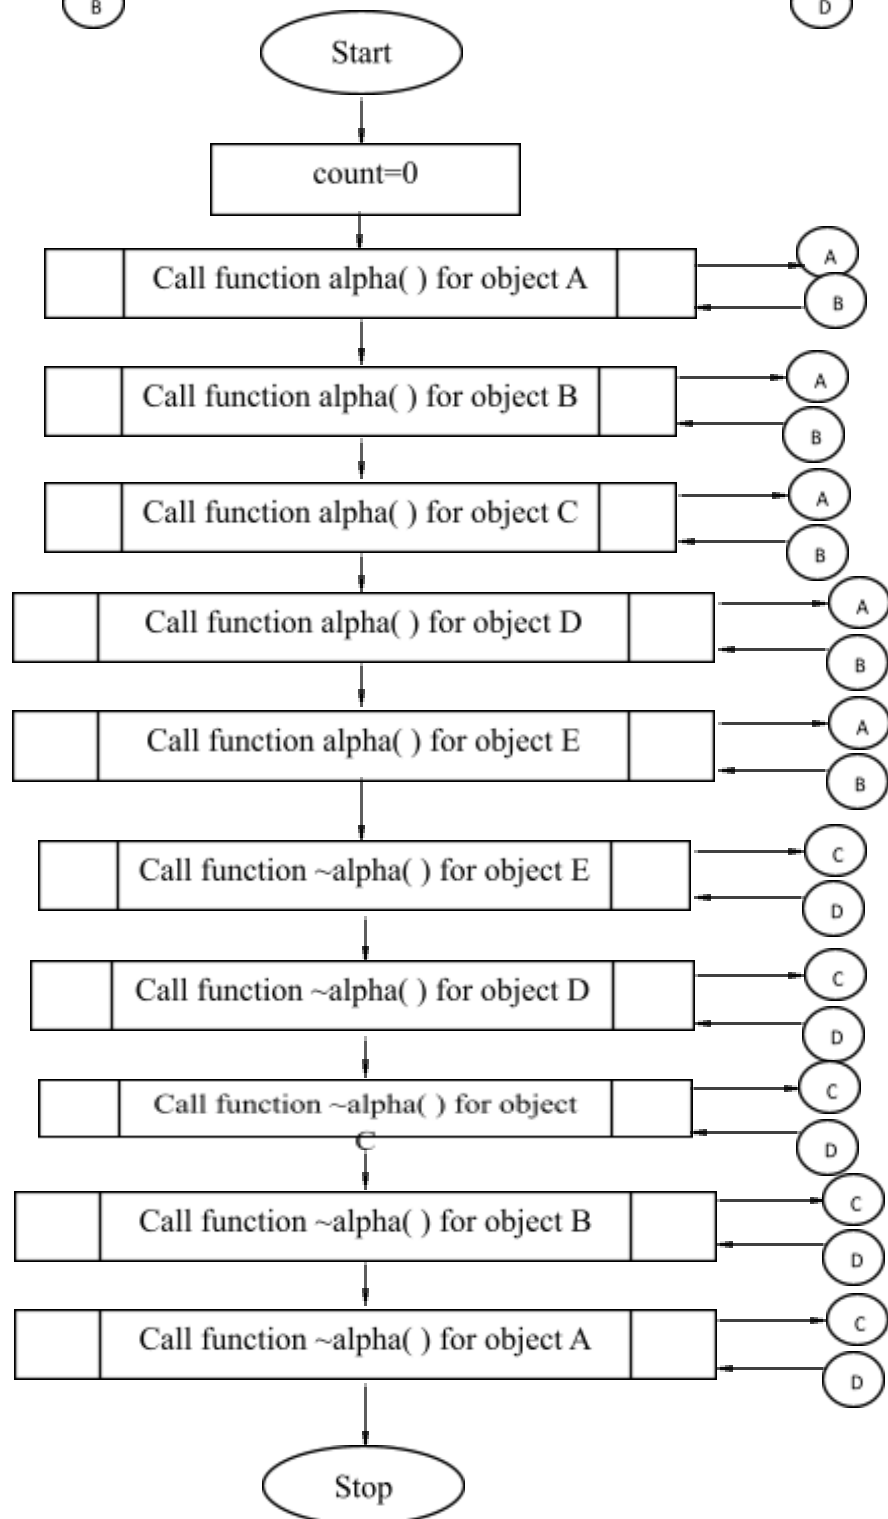 B
D
Start
count=0
Call function alpha( ) for object A
A
B
Call function alpha( ) for object B
A
B
Call function alpha( ) for object C
A
B
Call function alpha( ) for object D
A
B
Call function alpha( ) for object E
A
B
Call function ~alpha( ) for object E
C
D
Call function ~alpha( ) for object D
C
D
Call function ~alpha( ) for object
C
C
D
Call function ~alpha( ) for object B
C
D
Call function ~alpha( ) for object A
C
D
Stop